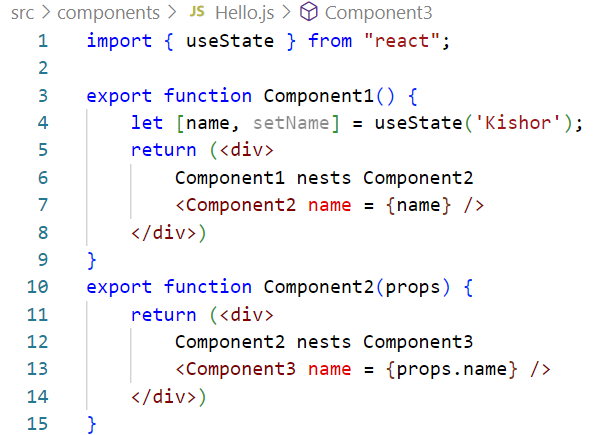 src > components > JS Hello.js > Component3
1 import { useState } from "react";
2
3 export function Component1() {
4     let [name, setName] = useState('Kishor');
5     return (<div>
6         Component1 nests Component2
7         <Component2 name = {name} />
8     </div>)
9 }
10 export function Component2(props) {
11     return (<div>
12         Component2 nests Component3
13         <Component3 name = {props.name} />
14     </div>)
15 }